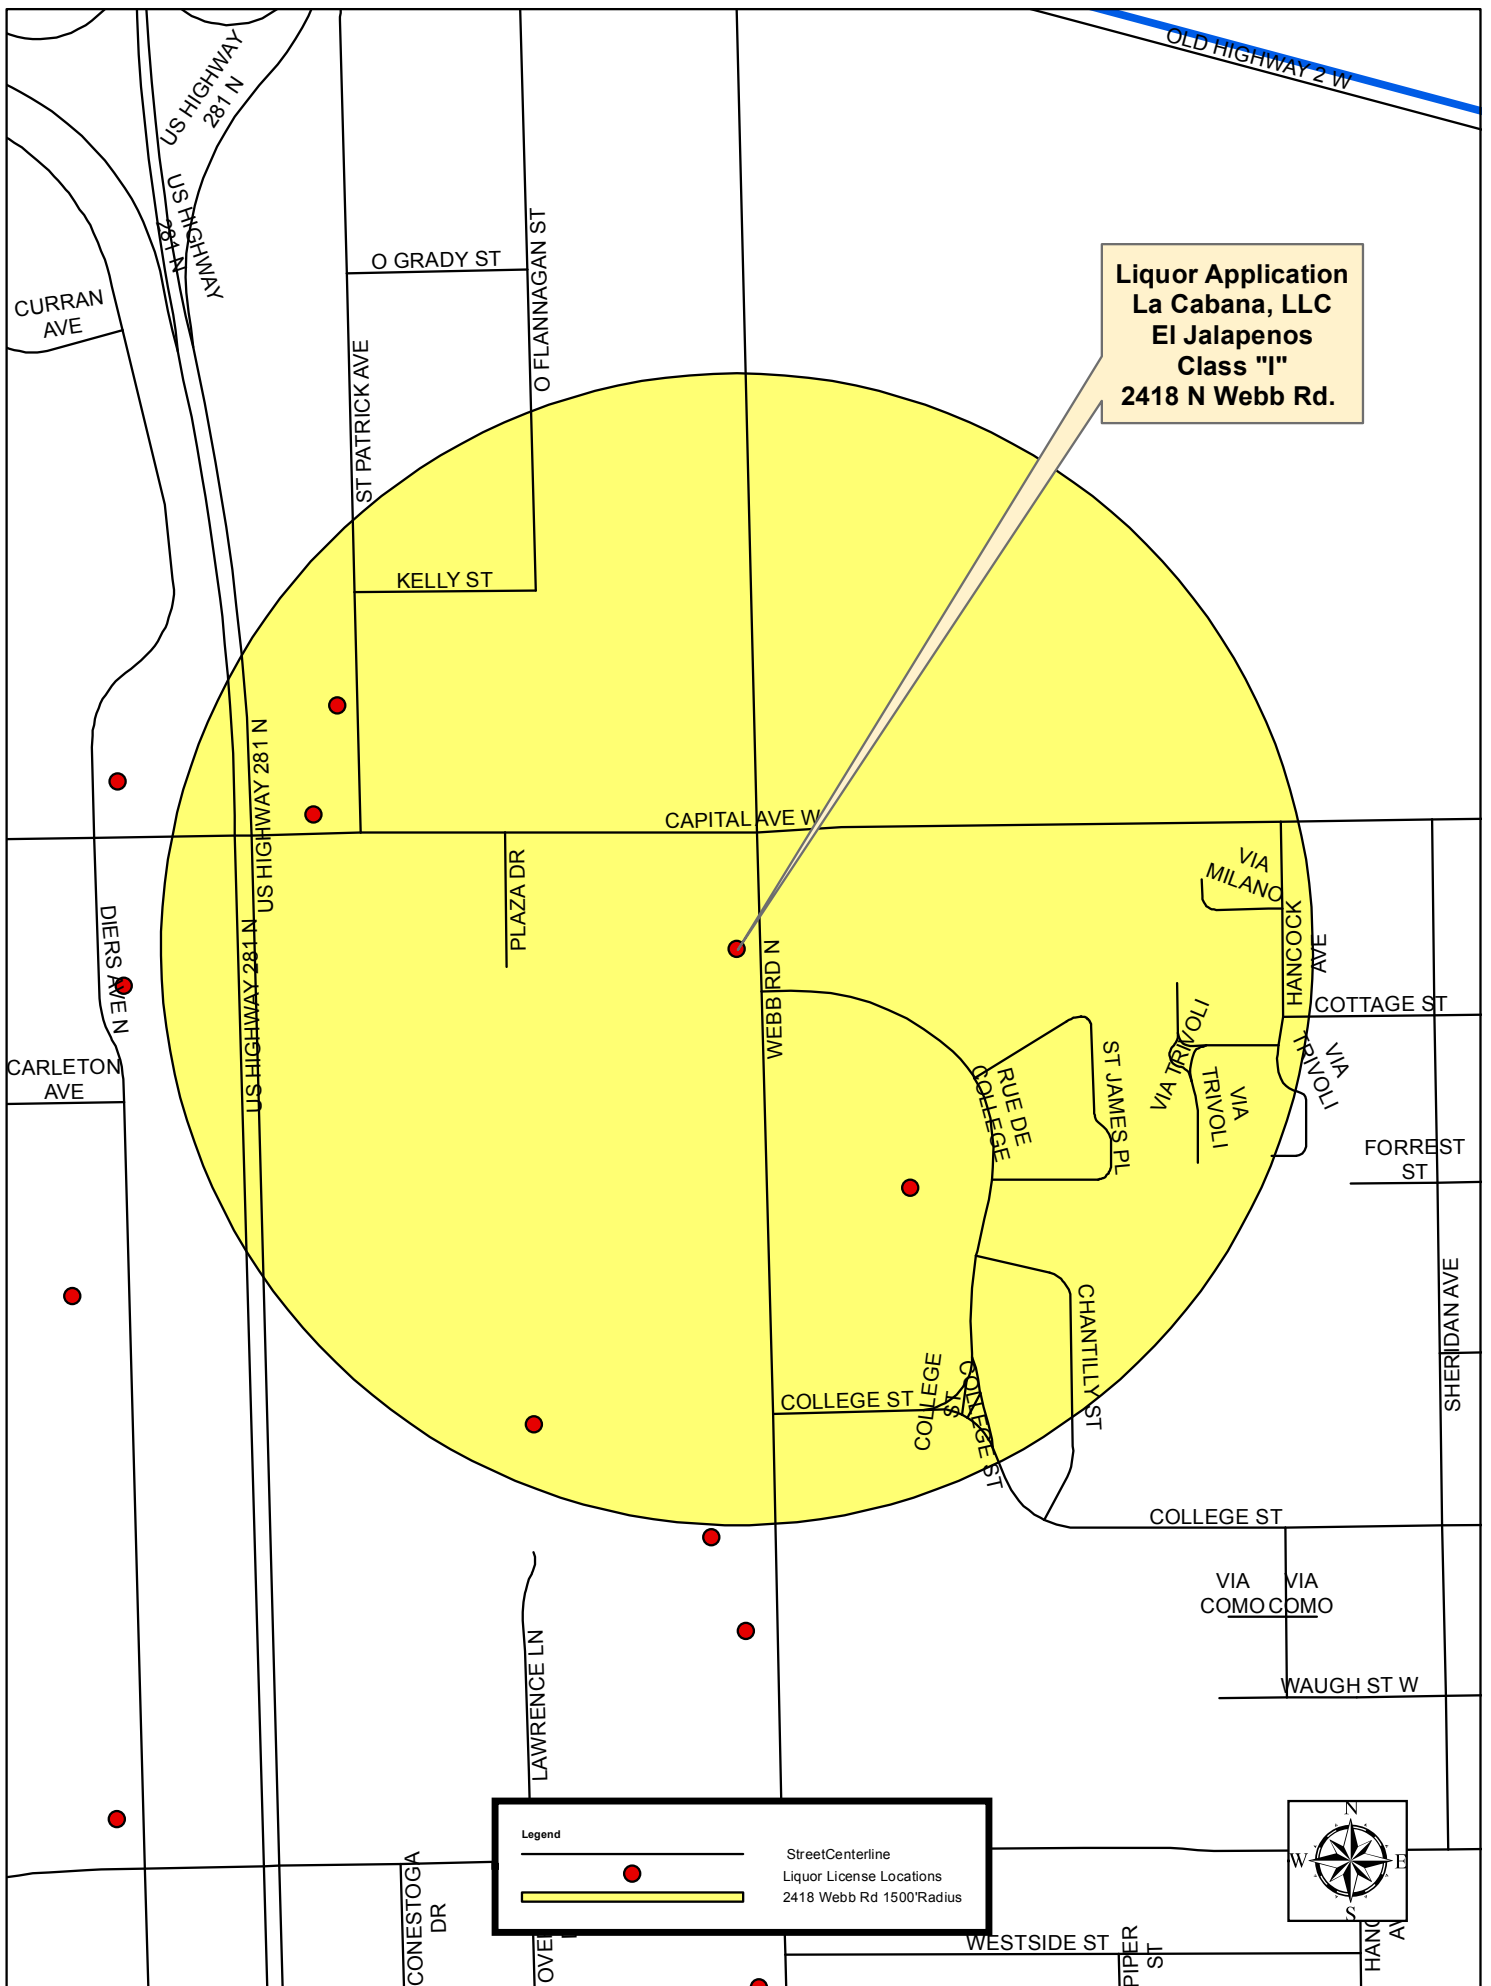 OLD HIGHWAY 2 W
US HIGHWAY
281 N
US HIGHWAY
281 N
O GRADY ST
O FLANNAGAN ST
CURRAN
AVE
ST PATRICK AVE
Liquor Application
La Cabana, LLC
El Jalapenos
Class "I"
2418 N Webb Rd.
KELLY ST
US HIGHWAY 281 N
CAPITAL AVE W
PLAZA DR
VIA
MILANO
HANCOCK
AVE
DIERS AVE N
US HIGHWAY 281 N
WEBB RD N
COTTAGE ST
VIA TRIVOLI
VIA
TRIVOLI
VIA
TRIVOLI
CARLETON
AVE
RUE DE
COLLEGE
ST JAMES PL
FORREST
ST
SHERIDAN AVE
CHANTILLY ST
COLLEGE ST
COLLEGE
ST
COLLEGE ST
COLLEGE ST
VIA
COMO
VIA
COMO
LAWRENCE LN
WAUGH ST W
Legend
StreetCenterline
Liquor License Locations
2418 Webb Rd 1500'Radius
N
W
E
S
CONESTOGA
DR
OVE
WESTSIDE ST
PIPER
ST
HANC
AV